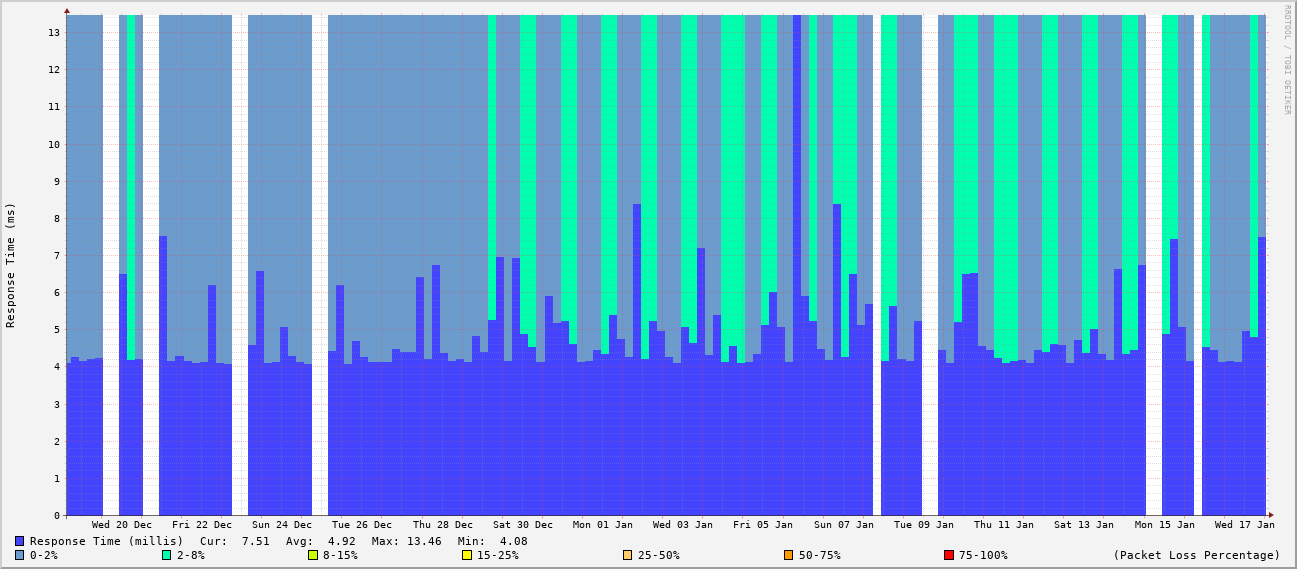 RRDTOOL / TOBI OETIKER
Response Time (ms)
13
12
11
10
9
8
7
6
5
4
3
2
1
0
Wed 20 Dec Fri 22 Dec Sun 24 Dec Tue 26 Dec Thu 28 Dec Sat 30 Dec Mon 01 Jan Wed 03 Jan Fri 05 Jan Sun 07 Jan Tue 09 Jan Thu 11 Jan Sat 13 Jan Mon 15 Jan Wed 17 Jan
Response Time (millis) Cur: 7.51 Avg: 4.92 Max: 13.46 Min: 4.08
0-2% 2-8% 8-15% 15-25% 25-50% 50-75% 75-100% (Packet Loss Percentage)